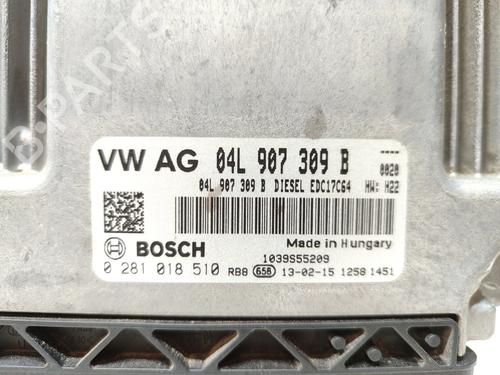 B-PARTS
VW AG 04L 907 309 B 0020
04L 907 309 B DIESEL EDC17C64 HW: H22
BOSCH Made in Hungary
1039S55209
0 281 018 510 RB8 658 13-02-15 1258 1451